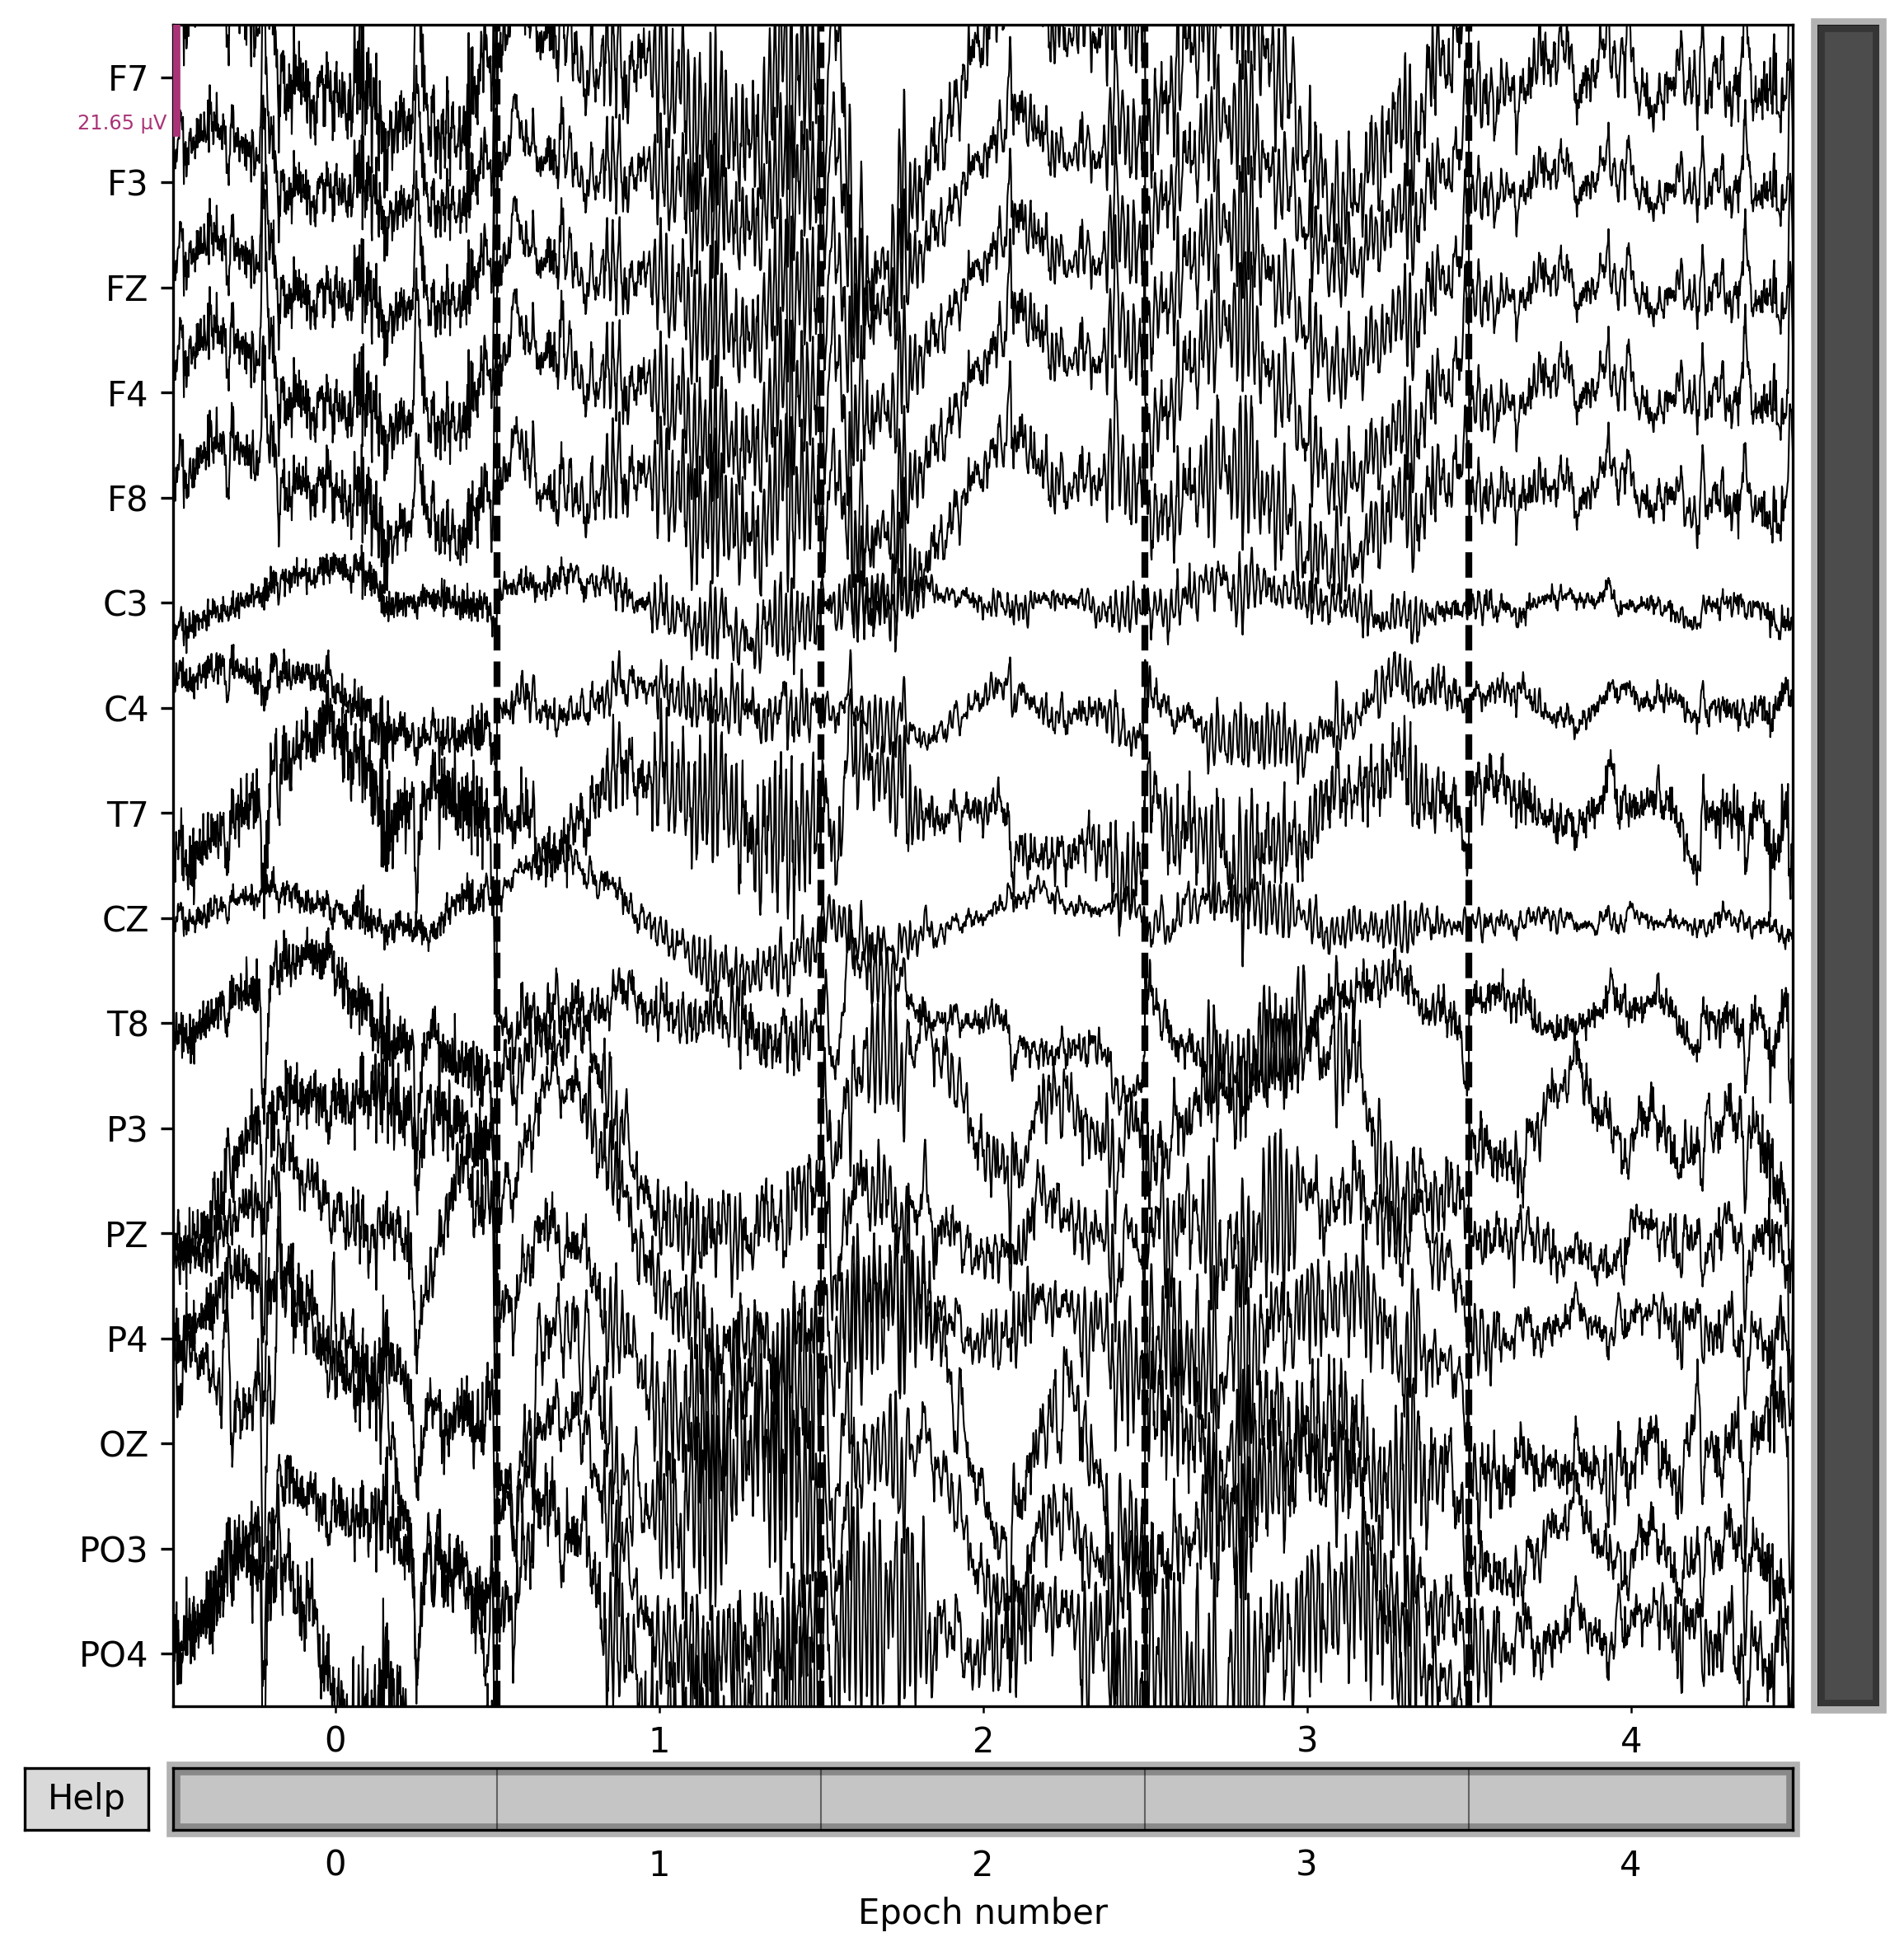 F7
21.65 µV
F3
FZ
F4
F8
C3
C4
T7
CZ
T8
P3
PZ
P4
OZ
PO3
PO4
0 1 2 3 4
Help
0 1 2 3 4
Epoch number